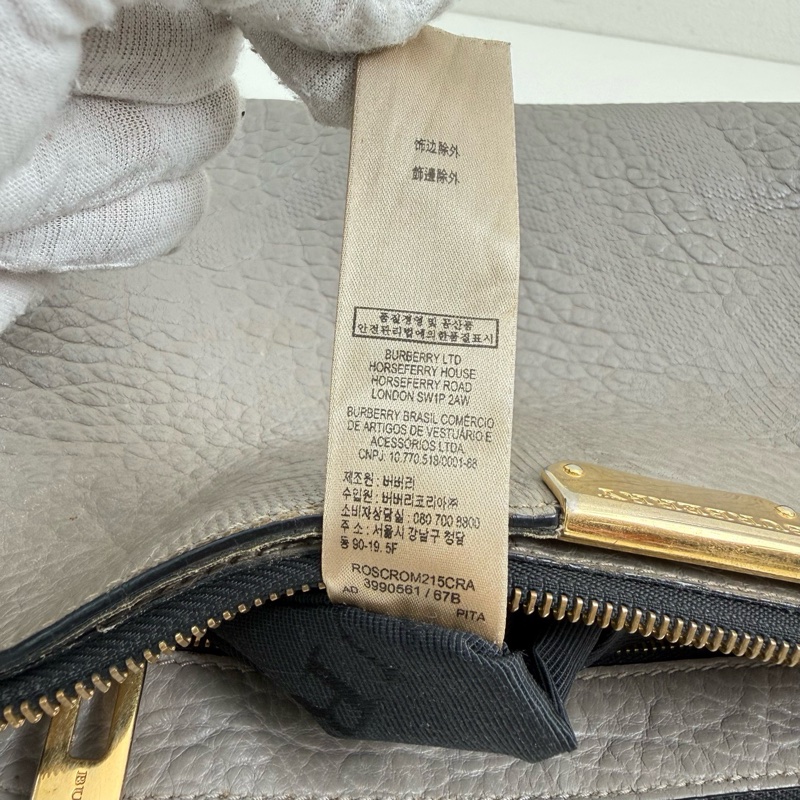 饰边除外
飾邊除外
품질경영 및 공산품
안전관리법에의한품질표시
BURBERRY LTD
HORSEFERRY HOUSE
HORSEFERRY ROAD
LONDON SW1P 2AW
BURBERRY BRASIL COMÉRCIO
DE ARTIGOS DE VESTUÁRIO E
ACESSÓRIOS LTDA.
CNPJ: 10.770.518/0001-68
제조원 : 버버리
수입원 : 버버리코리아㈜
소비자상담실 : 080 700 8800
주 소 : 서울시 강남구 청담
동 90-19. 5F
ROSCROM215CRA
3990561 / 67B
AD
PITA